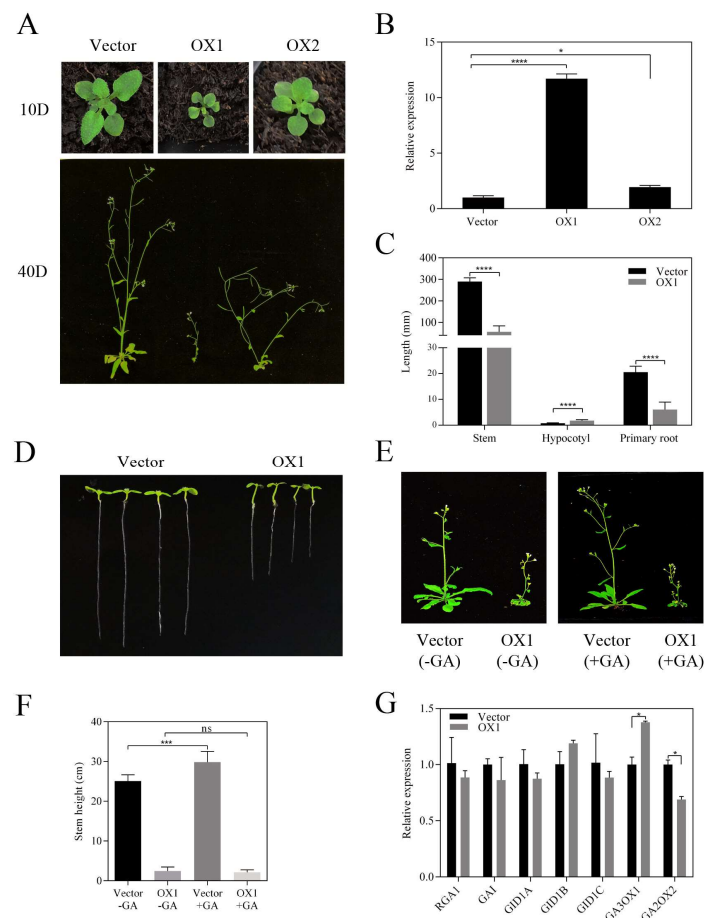 A
Vector OX1 OX2
10D
40D
B
Relative expression
15
10
5
0
****
*
Vector OX1 OX2
C
Length (mm)
400
300
200
100
30
20
10
0
****
****
****
Vector
OX1
Stem Hypocotyl Primary root
D
Vector OX1
E
Vector OX1 Vector OX1
(-GA) (-GA) (+GA) (+GA)
F
Stem height (cm)
40
30
20
10
0
ns
***
Vector OX1 Vector OX1
-GA -GA +GA +GA
G
Relative expression
1.5
1.0
0.5
0.0
Vector
OX1
*
*
RGA1 GAI GID1A GID1B GID1C GA3OX1 GA2OX2